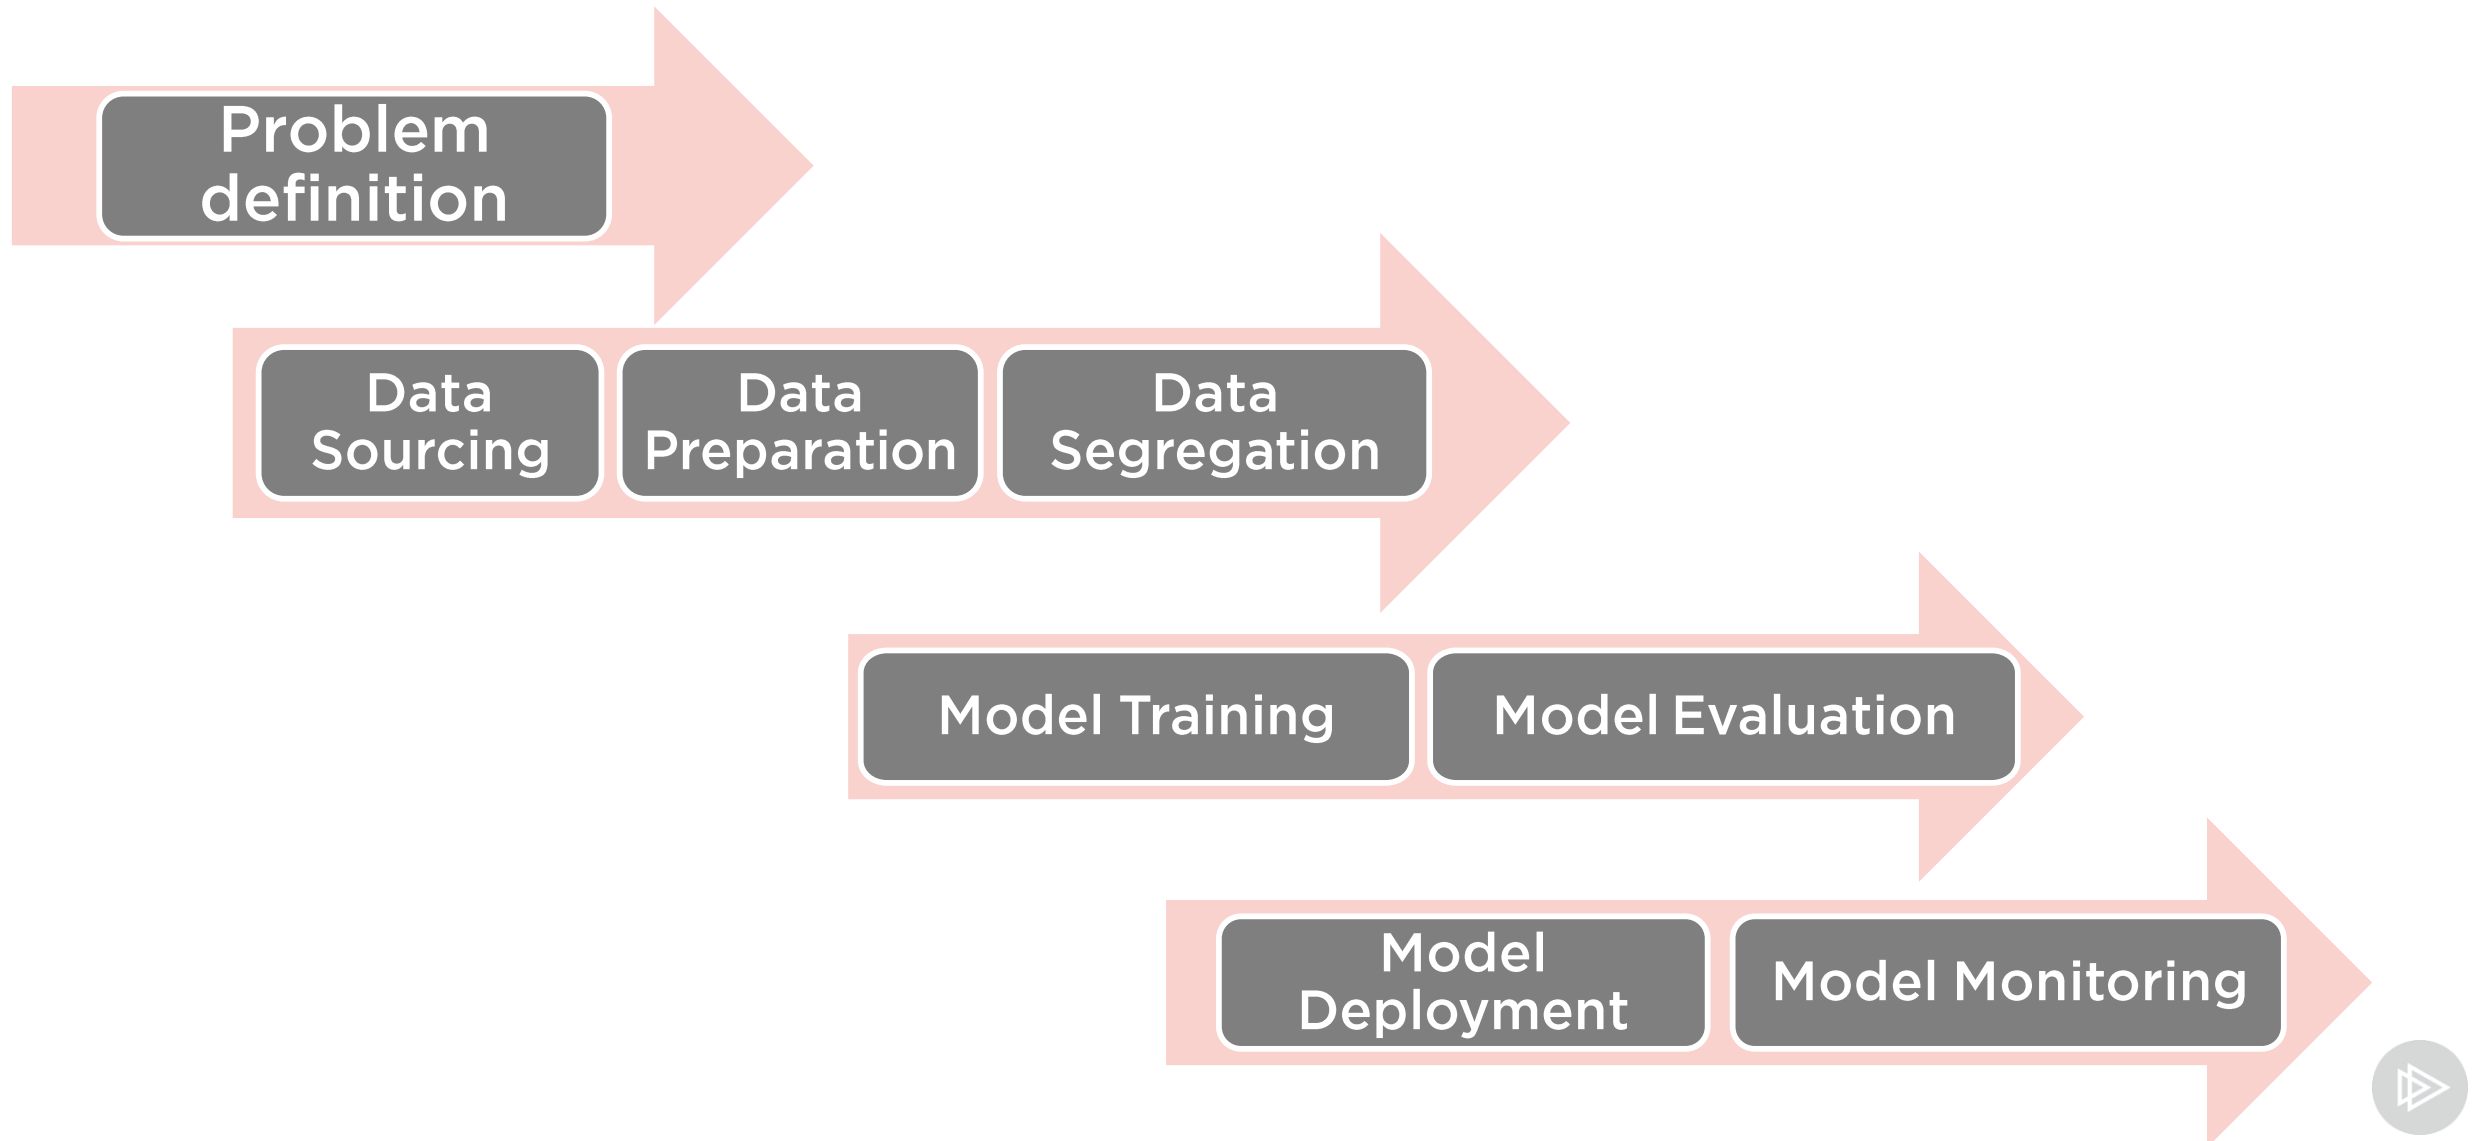 Problem
definition
Data
Sourcing
Data
Preparation
Data
Segregation
Model Training
Model Evaluation
Model
Deployment
Model Monitoring